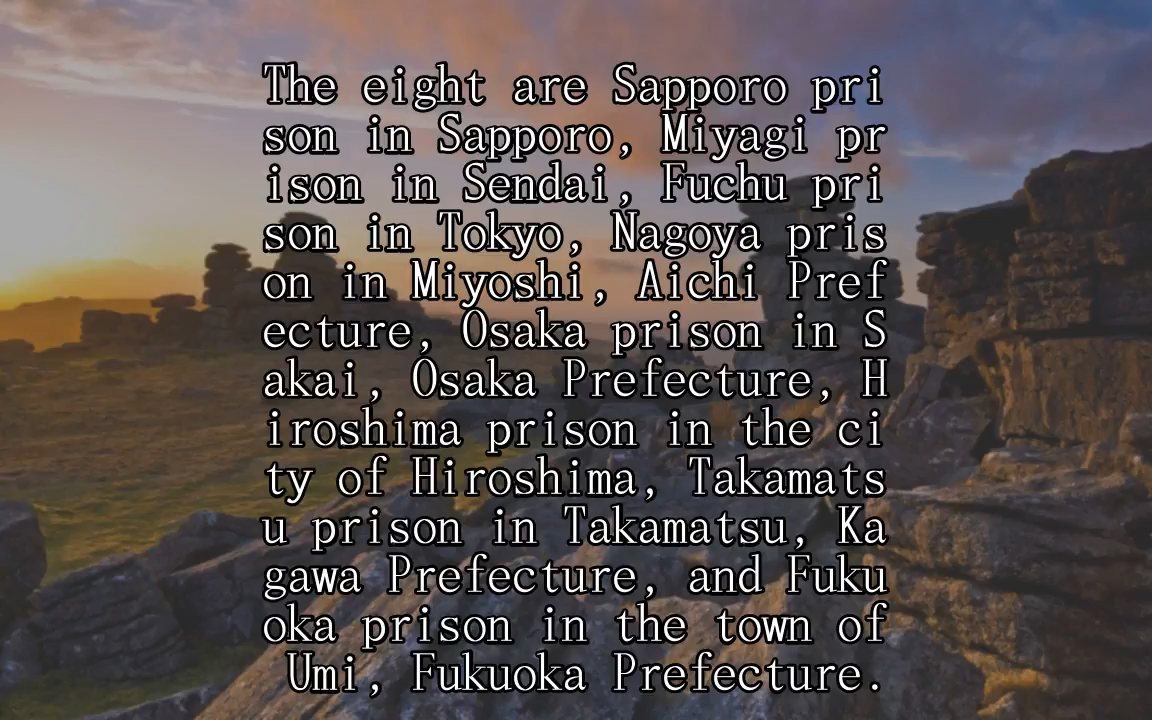 The eight are Sapporo pri
son in Sapporo, Miyagi pr
ison in Sendai, Fuchu pri
son in Tokyo, Nagoya pris
on in Miyoshi, Aichi Pref
ecture, Osaka prison in S
akai, Osaka Prefecture, H
iroshima prison in the ci
ty of Hiroshima, Takamats
u prison in Takamatsu, Ka
gawa Prefecture, and Fuku
oka prison in the town of
Umi, Fukuoka Prefecture.